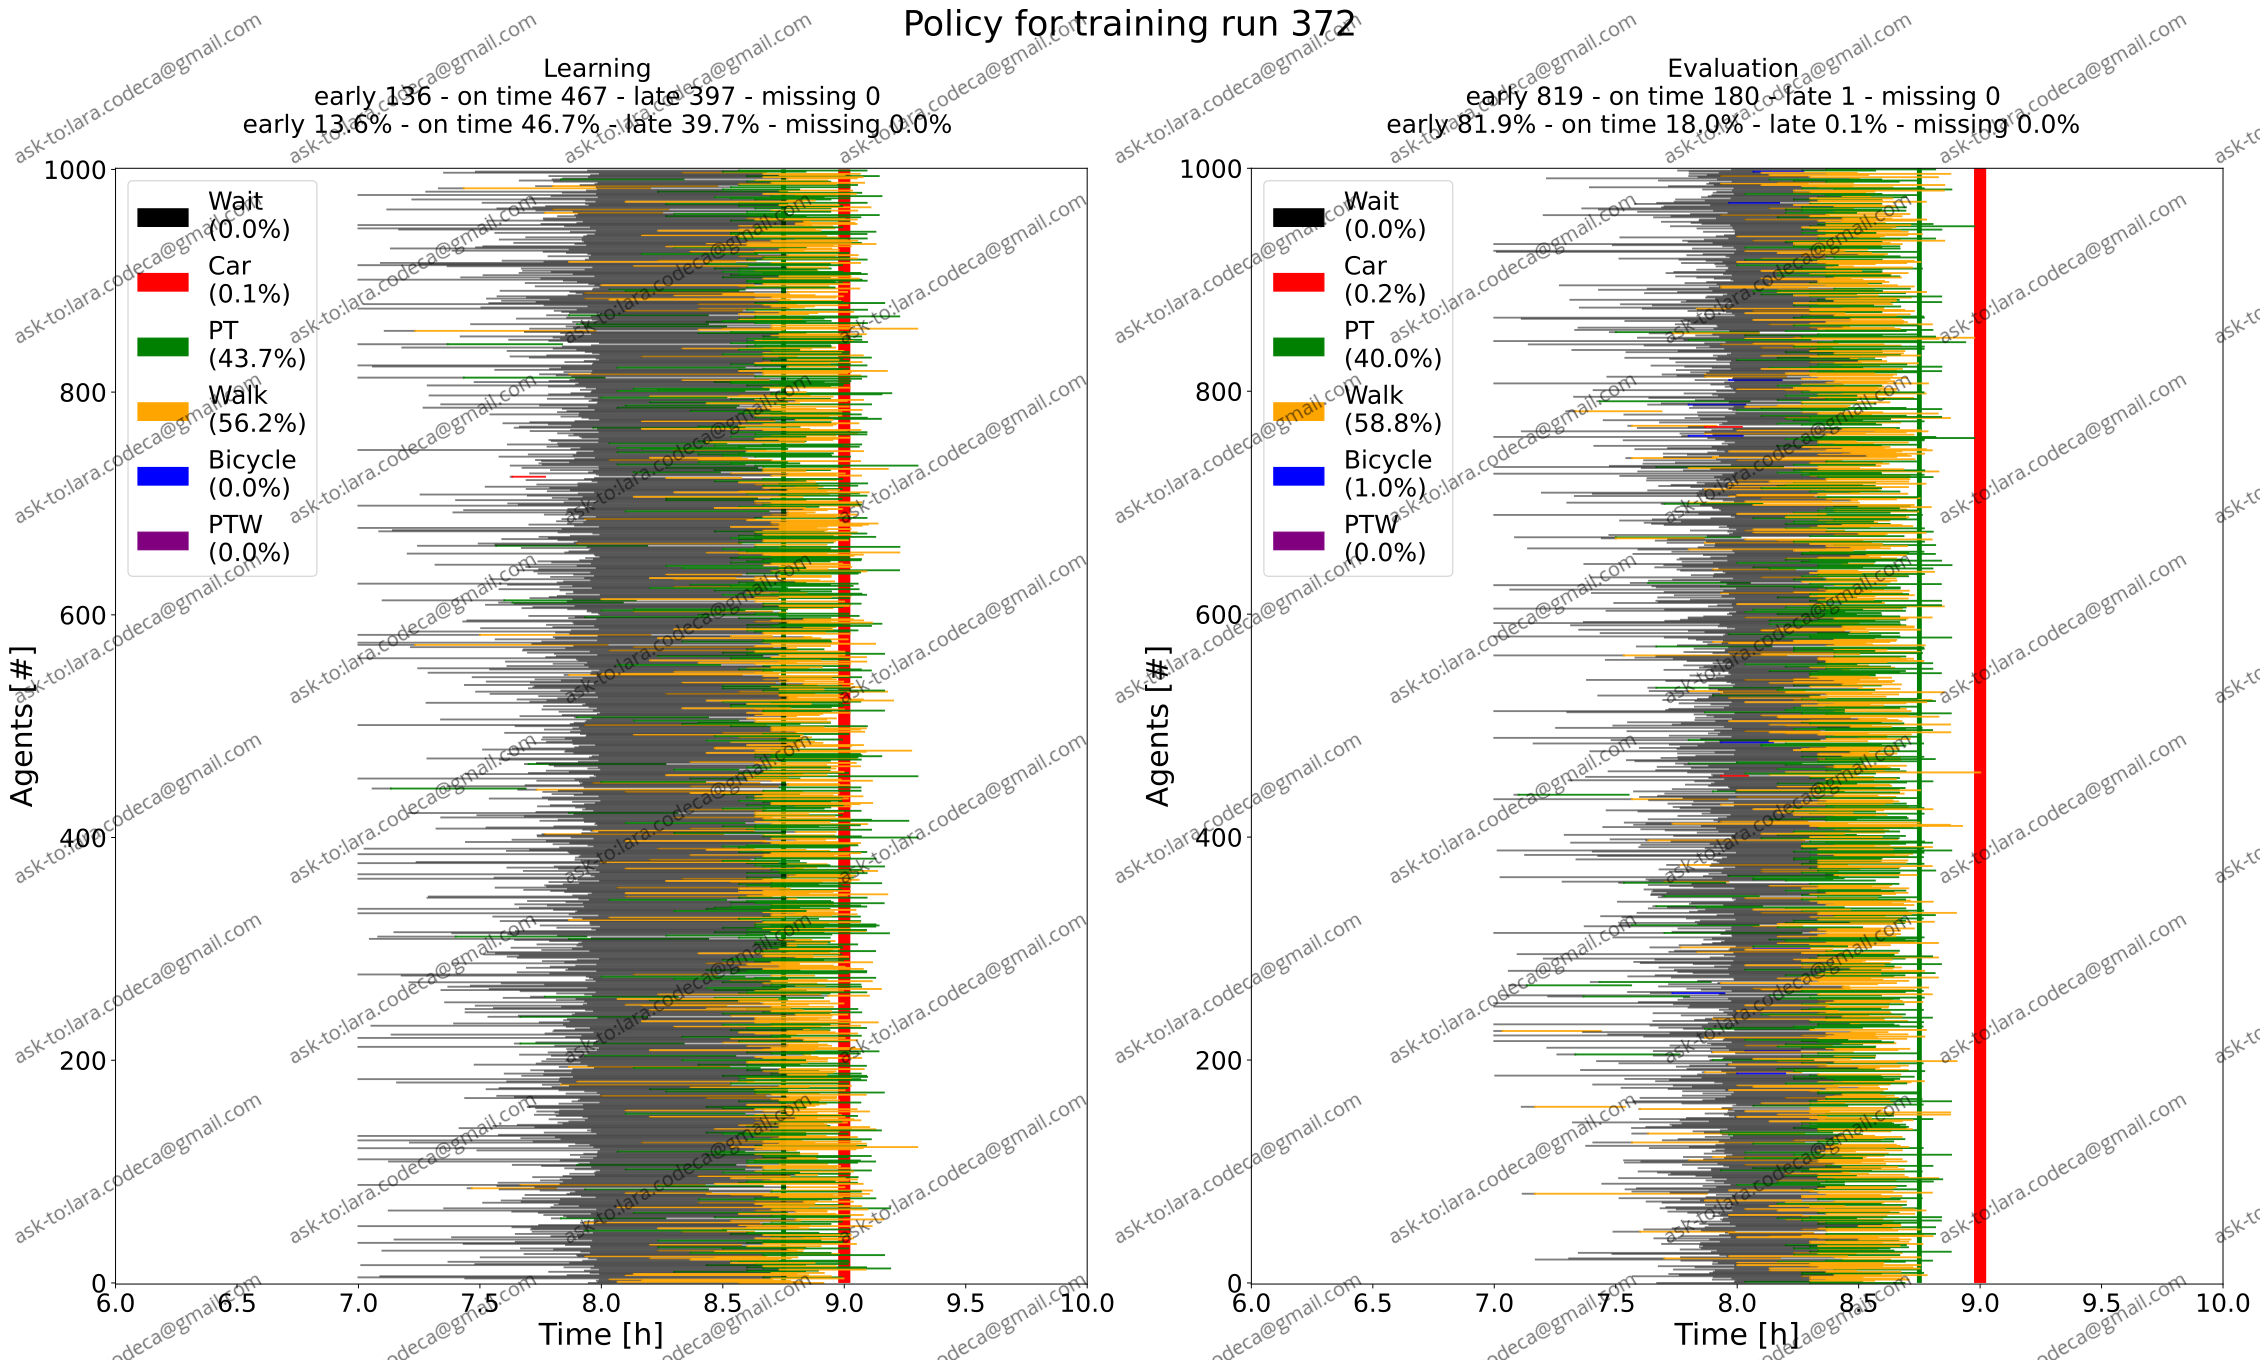 Policy for training run 372
Learning
early 136 - on time 467 - late 397 - missing 0
early 13.6% - on time 46.7% - late 39.7% - missing 0.0%
1000
800
600
400
200
0
Agents [#]
Wait
(0.0%)
Car
(0.1%)
PT
(43.7%)
Walk
(56.2%)
Bicycle
(0.0%)
PTW
(0.0%)
6.0 6.5 7.0 7.5 8.0 8.5 9.0 9.5 10.0
Time [h]
Evaluation
early 819 - on time 180 - late 1 - missing 0
early 81.9% - on time 18.0% - late 0.1% - missing 0.0%
1000
800
600
400
200
0
Agents [#]
Wait
(0.0%)
Car
(0.2%)
PT
(40.0%)
Walk
(58.8%)
Bicycle
(1.0%)
PTW
(0.0%)
6.0 6.5 7.0 7.5 8.0 8.5 9.0 9.5 10.0
Time [h]
ask-to:lara.codeca@gmail.com